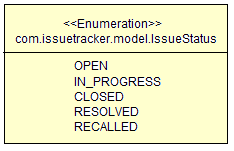 <<Enumeration>>
com.issuetracker.model.IssueStatus
OPEN
IN_PROGRESS
CLOSED
RESOLVED
RECALLED